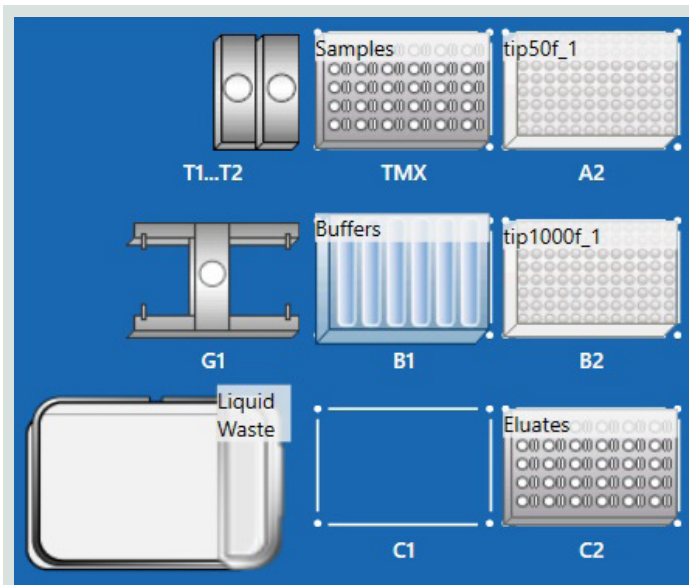 Samples
tip50f_1
T1...T2
TMX
A2
Buffers
tip1000f_1
G1
B1
B2
Liquid
Waste
Eluates
C1
C2